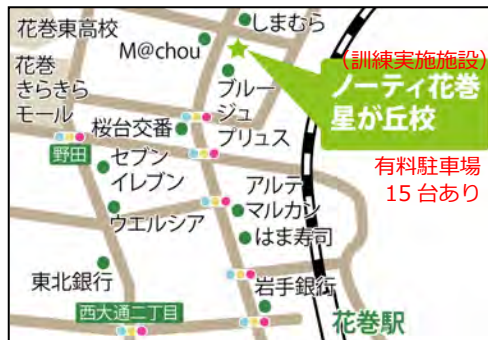 しまむら
花巻東高校
M@chou
(訓練実施施設)
ノーティ花巻
星が丘校
花巻
きらきら
モール
ブルー
ジュ
プリュス
桜台交番
有料駐車場
15 台あり
野田
セブン
イレブン
アルテ
マルカン
ウエルシア
はま寿司
東北銀行
岩手銀行
西大通二丁目
花巻駅